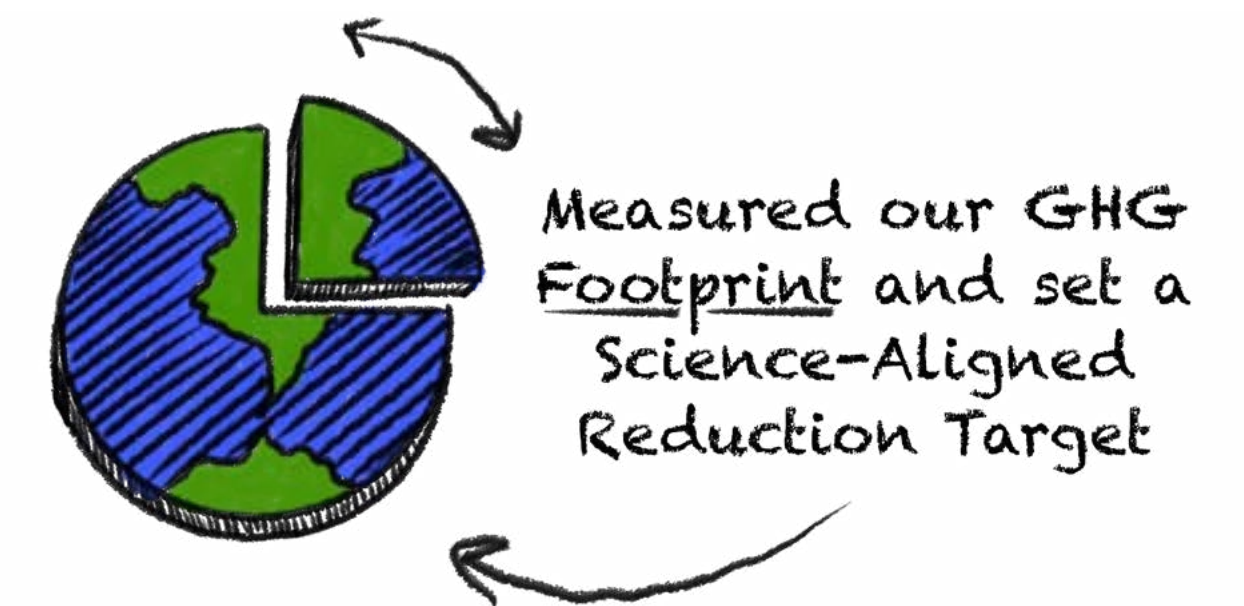 Measured our GHG
Footprint and set a
Science-Aligned
Reduction Target